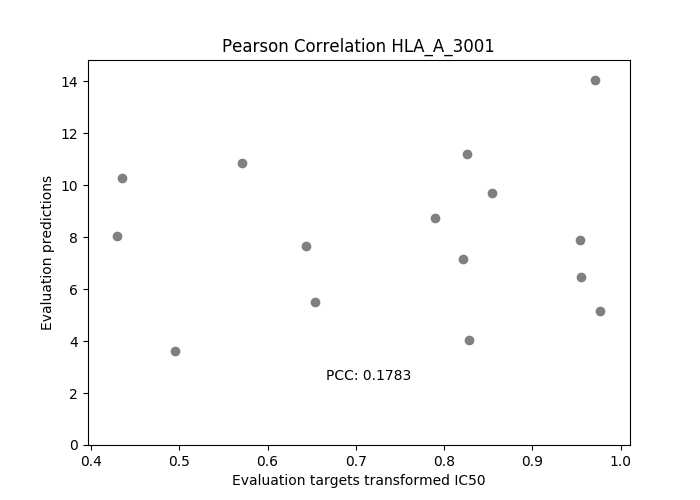 Pearson Correlation HLA_A_3001
14
12
10
8
6
4
2
0
Evaluation predictions
PCC: 0.1783
0.4 0.5 0.6 0.7 0.8 0.9 1.0
Evaluation targets transformed IC50